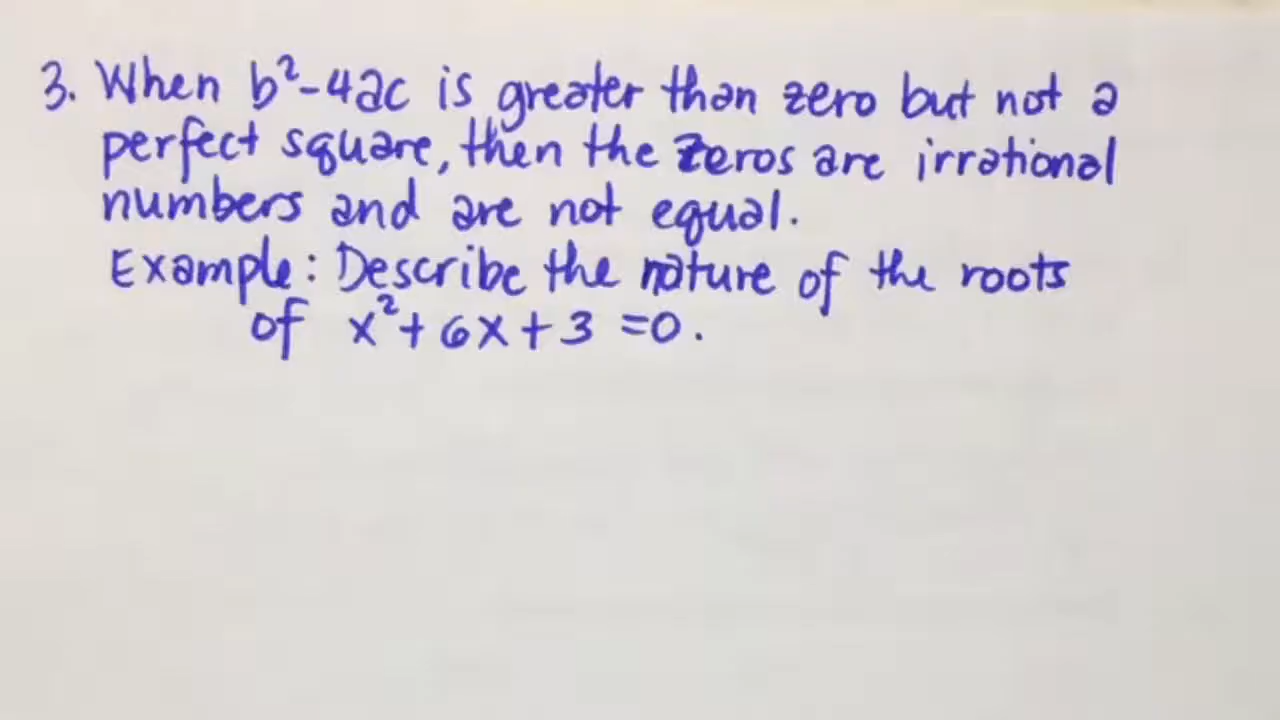 3. When b²-4ac is greater than zero but not a
perfect square, then the zeros are irrational
numbers and are not equal.
Example: Describe the nature of the roots
of x²+6x+3=0.